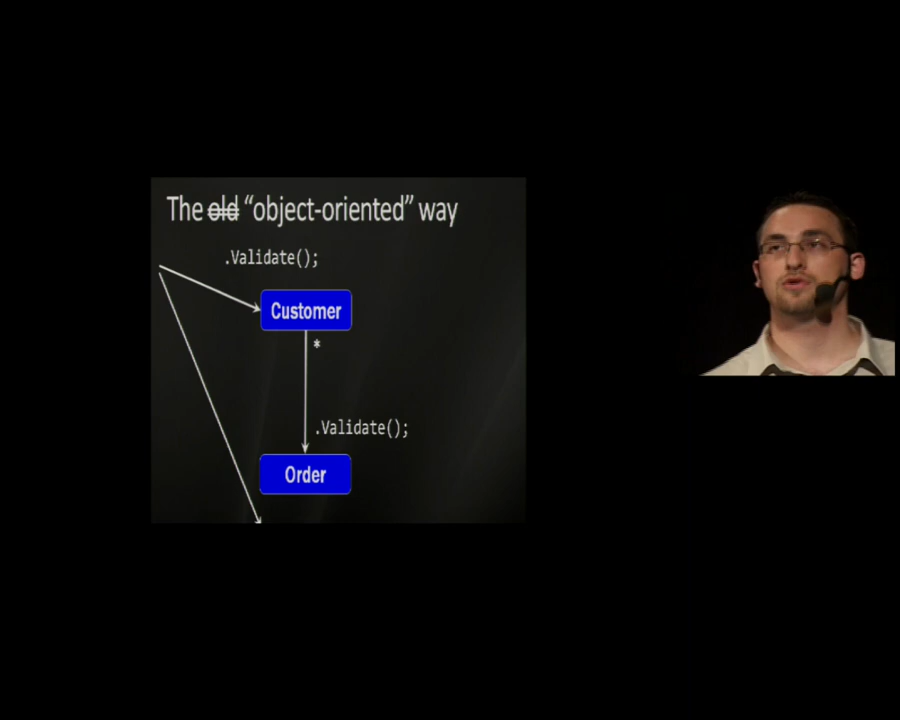 The old “object-oriented” way
.Validate();
Customer
*
.Validate();
Order